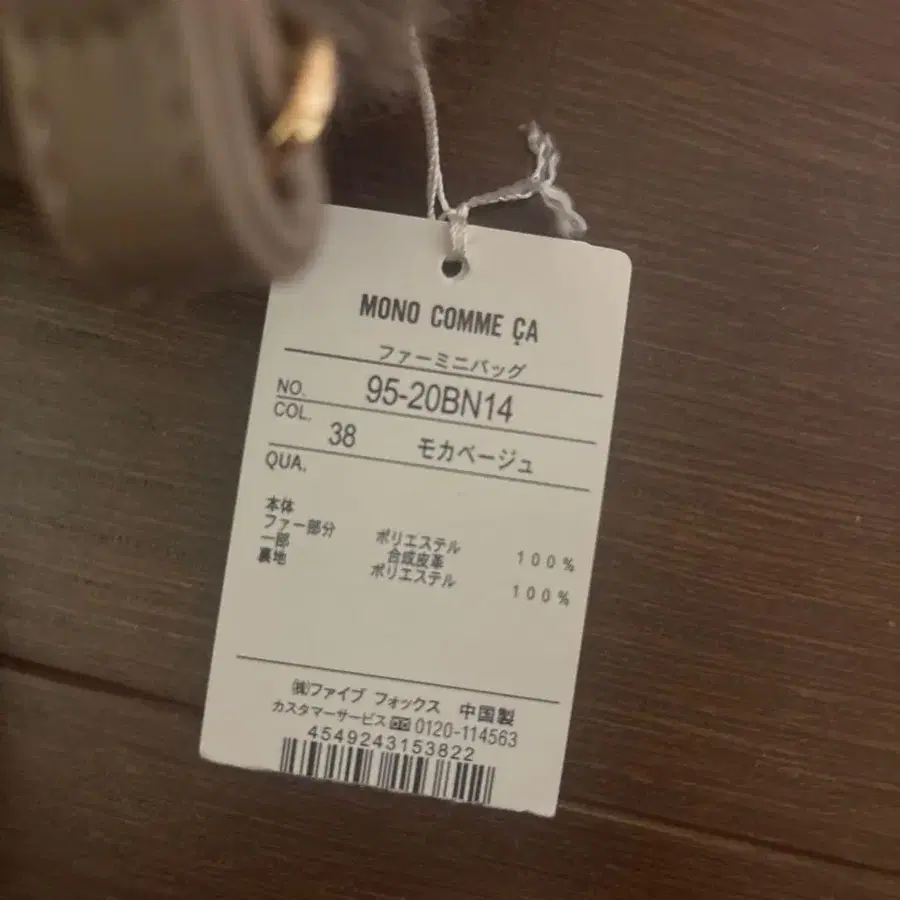 MONO COMME ÇA
ファーミニバッグ
NO. 95-20BN14
COL. 38 モカベージュ
QUA.
本体
ファー部分 ポリエステル 100%
一部 合成皮革
裏地 ポリエステル 100%
㈱ファイブ フォックス 中国製
カスタマーサービス 0120-114563
4549243153822